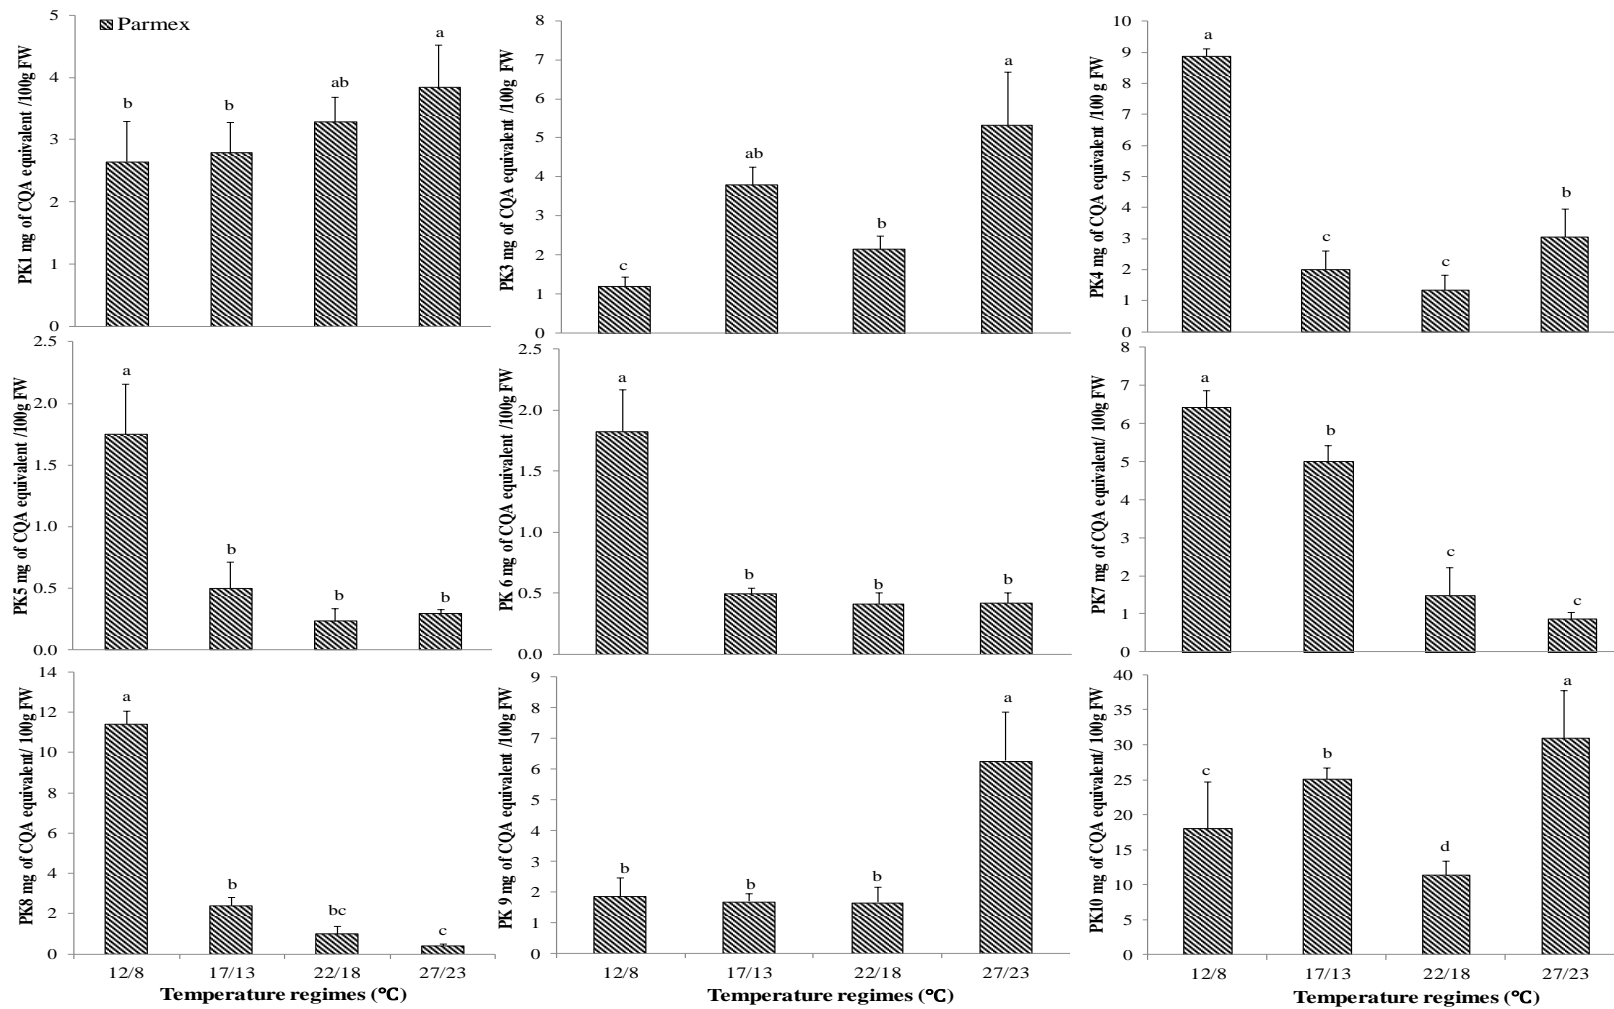 Parmex
PK1 mg of CQA equivalent /100g FW
5
4
3
2
1
0
b
b
ab
a
PK3 mg of CQA equivalent /100g FW
8
7
6
5
4
3
2
1
0
c
ab
b
a
PK4 mg of CQA equivalent /100 g FW
10
9
8
7
6
5
4
3
2
1
0
a
c
c
b
PK5 mg of CQA equivalent /100g FW
2.5
2.0
1.5
1.0
0.5
0.0
a
b
b
b
PK 6 mg of CQA equivalent /100g FW
2.5
2.0
1.5
1.0
0.5
0.0
a
b
b
b
PK7 mg of CQA equivalent/ 100g FW
8
7
6
5
4
3
2
1
0
a
b
c
c
PK8 mg of CQA equivalent/ 100g FW
14
12
10
8
6
4
2
0
a
b
bc
c
12/8 17/13 22/18 27/23
Temperature regimes (℃)
PK 9 mg of CQA equivalent /100g FW
9
8
7
6
5
4
3
2
1
0
b
b
b
a
12/8 17/13 22/18 27/23
Temperature regimes (℃)
PK10 mg of CQA equivalent/ 100g FW
40
35
30
25
20
15
10
5
0
c
b
d
a
12/8 17/13 22/18 27/23
Temperature regimes (℃)